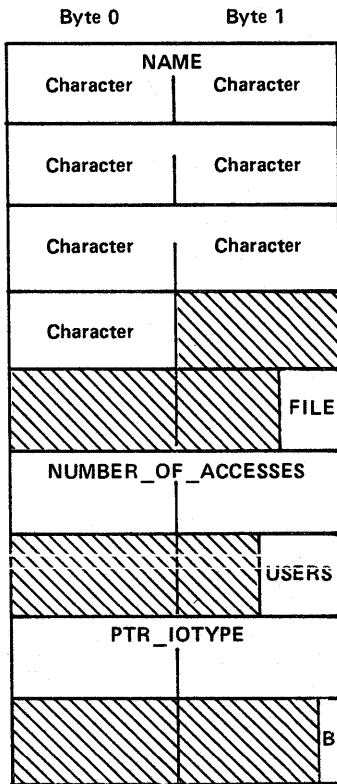 Byte 0 Byte 1
NAME
Character Character
Character Character
Character Character
Character
FILE
NUMBER_OF_ACCESSES
USERS
PTR_IOTYPE
B